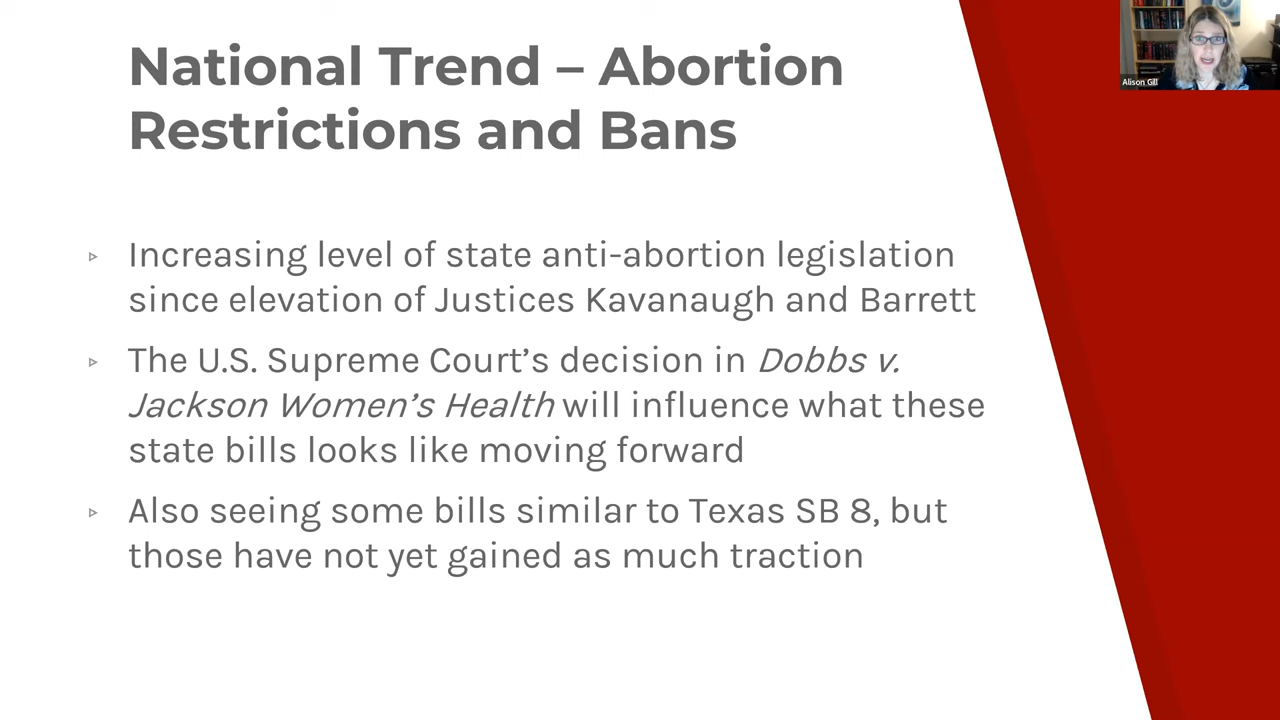 National Trend – Abortion
Restrictions and Bans
Alison Gill
▹ Increasing level of state anti-abortion legislation
since elevation of Justices Kavanaugh and Barrett
▹ The U.S. Supreme Court’s decision in Dobbs v.
Jackson Women’s Health will influence what these
state bills looks like moving forward
▹ Also seeing some bills similar to Texas SB 8, but
those have not yet gained as much traction